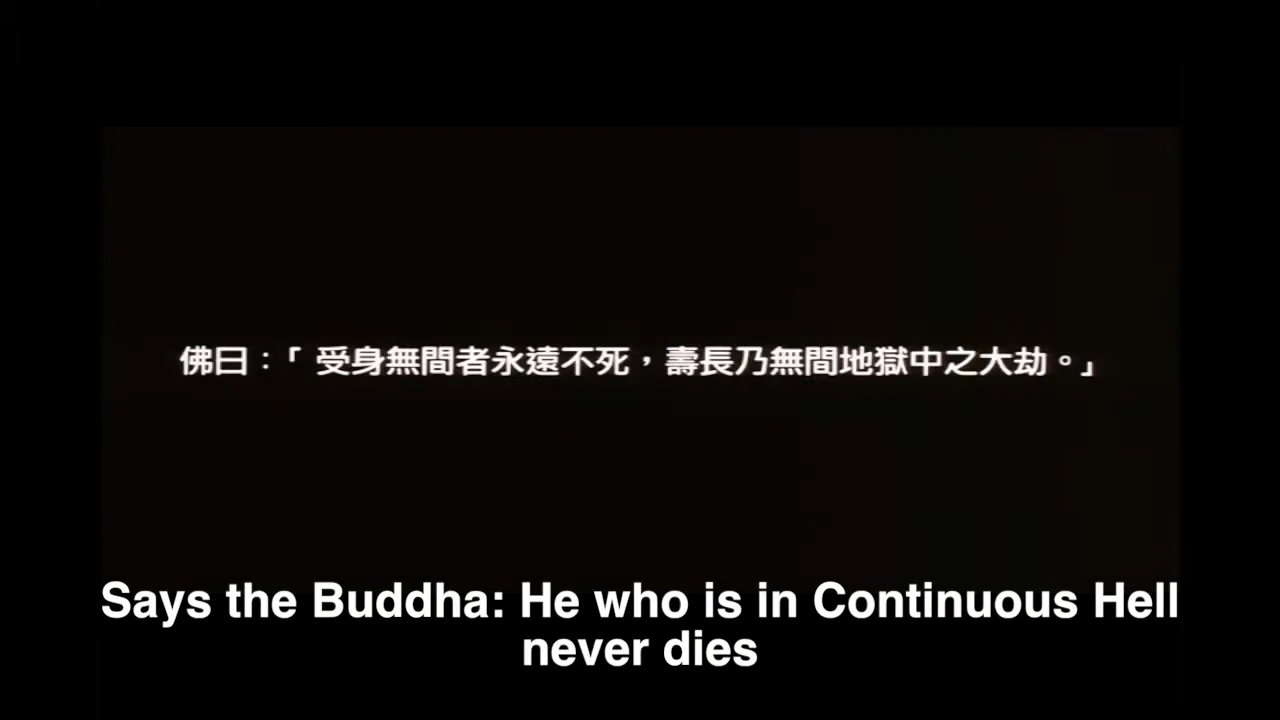 佛曰：「受身無間者永遠不死，壽長乃無間地獄中之大劫。」
Says the Buddha: He who is in Continuous Hell
never dies